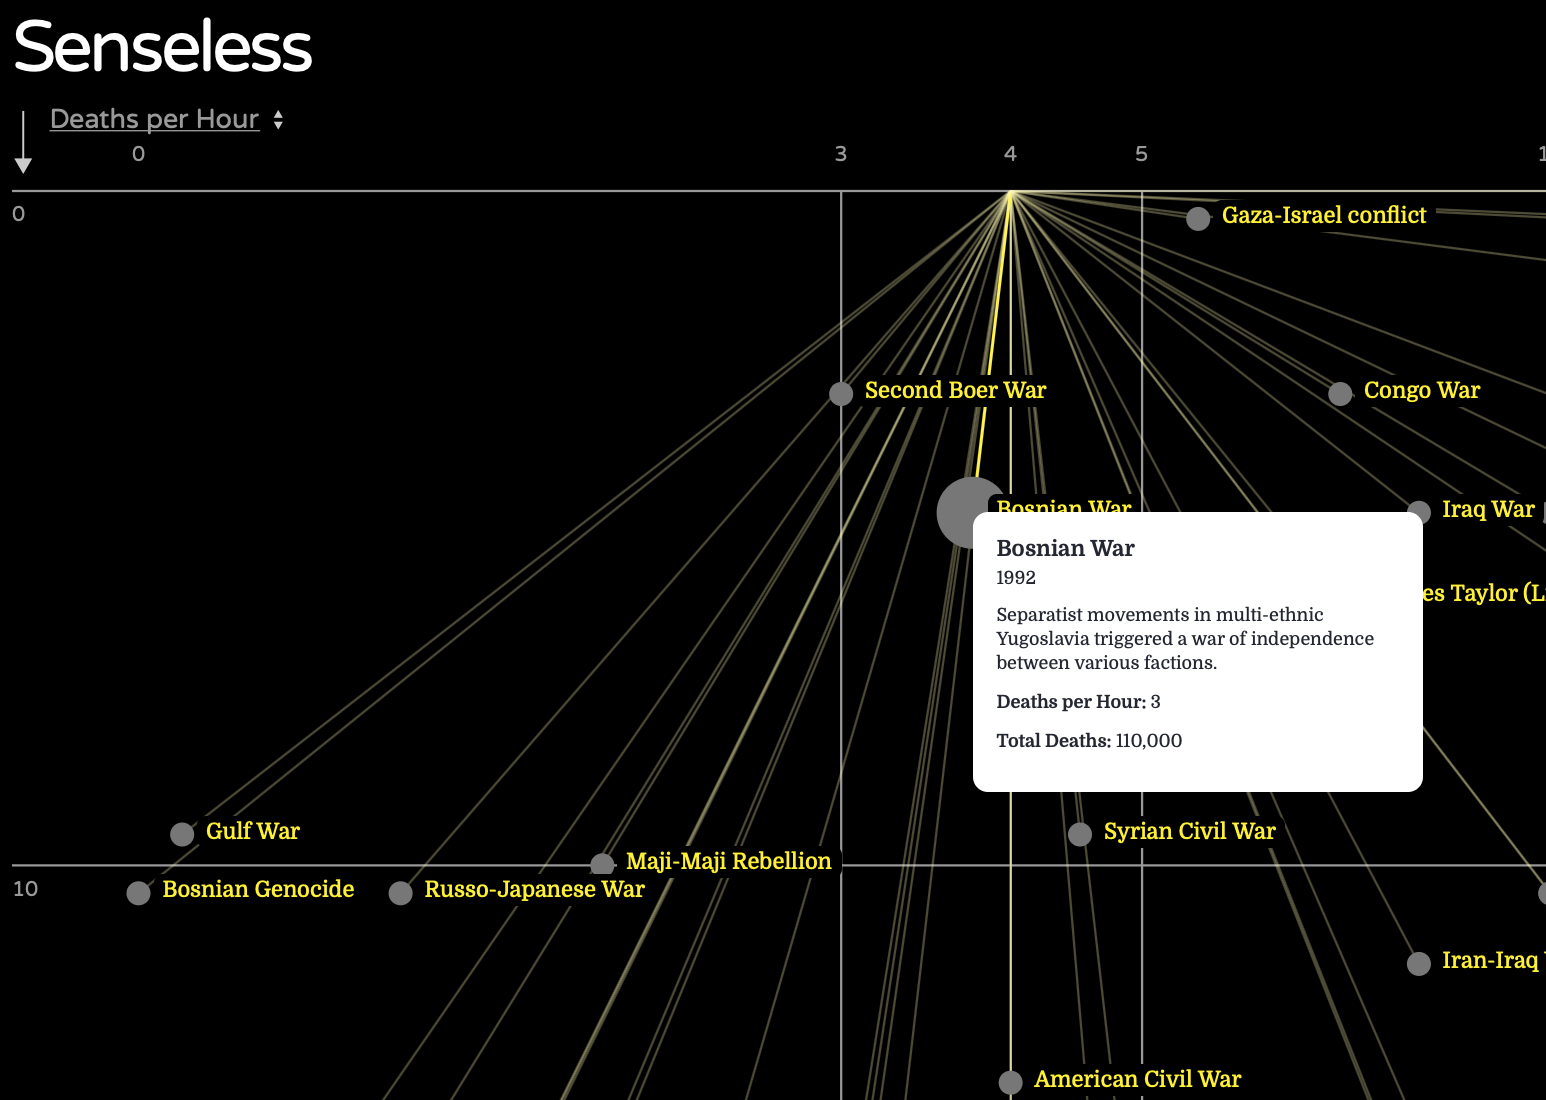 Senseless
Deaths per Hour
0 3 4 5 1
0
Gaza-Israel conflict
Second Boer War
Congo War
Bosnian War
Iraq War
Bosnian War
1992
es Taylor (L
Separatist movements in multi-ethnic
Yugoslavia triggered a war of independence
between various factions.
Deaths per Hour: 3
Total Deaths: 110,000
Gulf War
Syrian Civil War
Maji-Maji Rebellion
10
Bosnian Genocide
Russo-Japanese War
Iran-Iraq
American Civil War